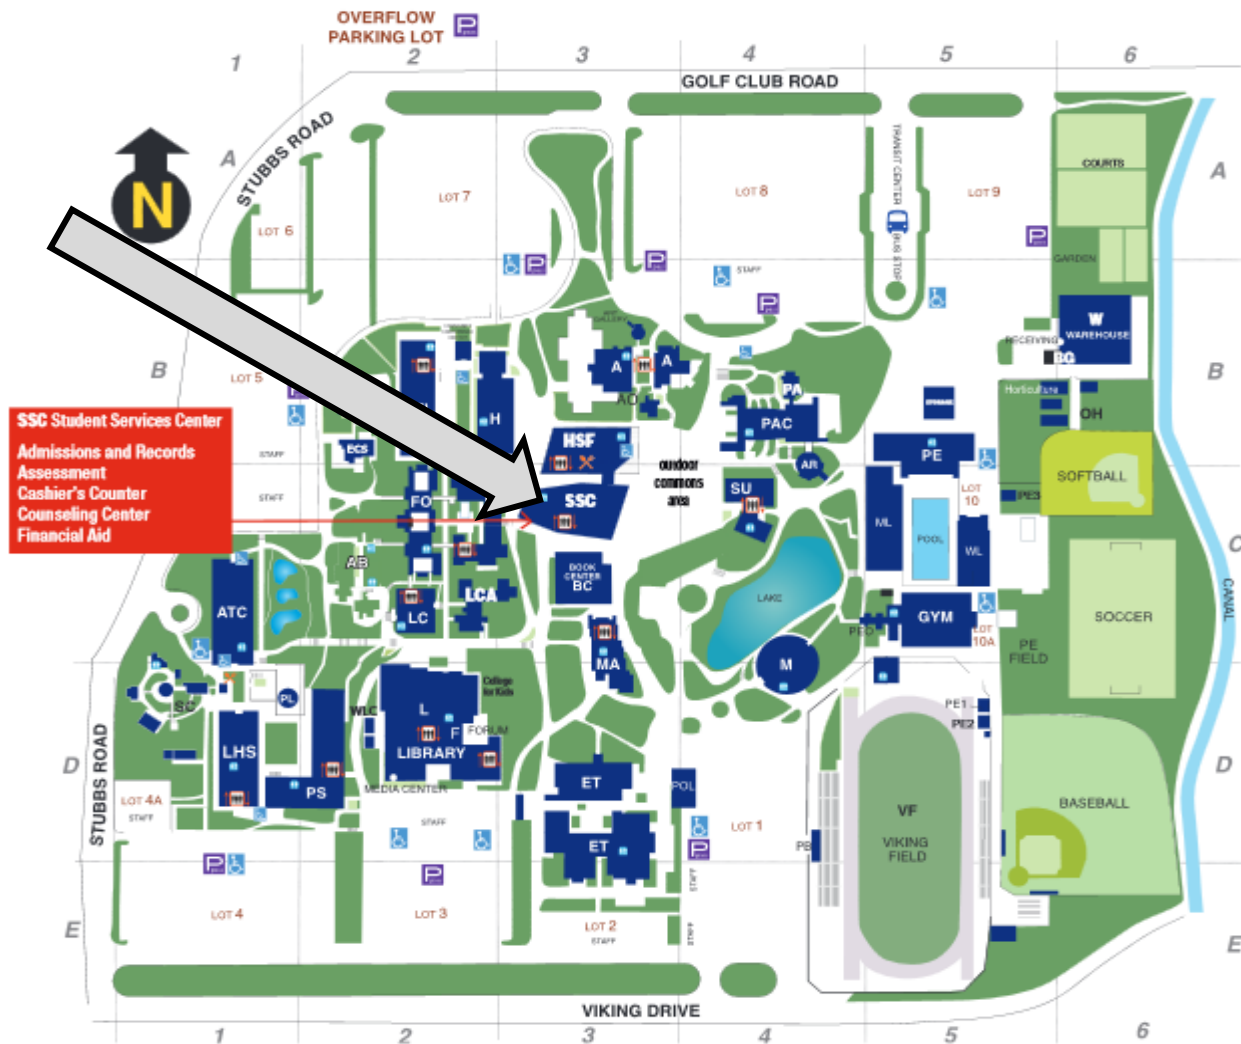 OVERFLOW
PARKING LOT
P
1
2
3
4
5
6
GOLF CLUB ROAD
STUBBS ROAD
A
N
LOT 6
LOT 7
LOT 8
TRANSIT CENTER
BUS STOP
LOT 9
COURTS
A
P
P
P
P
STAFF
GARDEN
W
WAREHOUSE
RECEIVING
BG
B
LOT 5
A
A
AO
PA
PAC
Horticulture
OH
B
SSC Student Services Center
Admissions and Records
Assessment
Cashier's Counter
Counseling Center
Financial Aid
STAFF
STAFF
ECS
H
HSF
SSC
FO
outdoor
commons
area
SU
AR
PE
ML
POOL
WL
LOT
10
PE3
SOFTBALL
C
CANAL
AB
ATC
LC
LCA
BOOK
CENTER
BC
MA
LAKE
M
PEO
GYM
LOT
10A
PE
FIELD
SOCCER
SC
PL
WLC
College
for Kids
L
F
FORUM
LIBRARY
MEDIA CENTER
PE1
PE2
STUBBS ROAD
D
LHS
PS
ET
ET
POL
LOT 4A
STAFF
STAFF
LOT 1
PB
VF
VIKING
FIELD
BASEBALL
D
P
P
P
STAFF
STAFF
E
LOT 4
LOT 3
LOT 2
STAFF
E
VIKING DRIVE
1
2
3
4
5
6